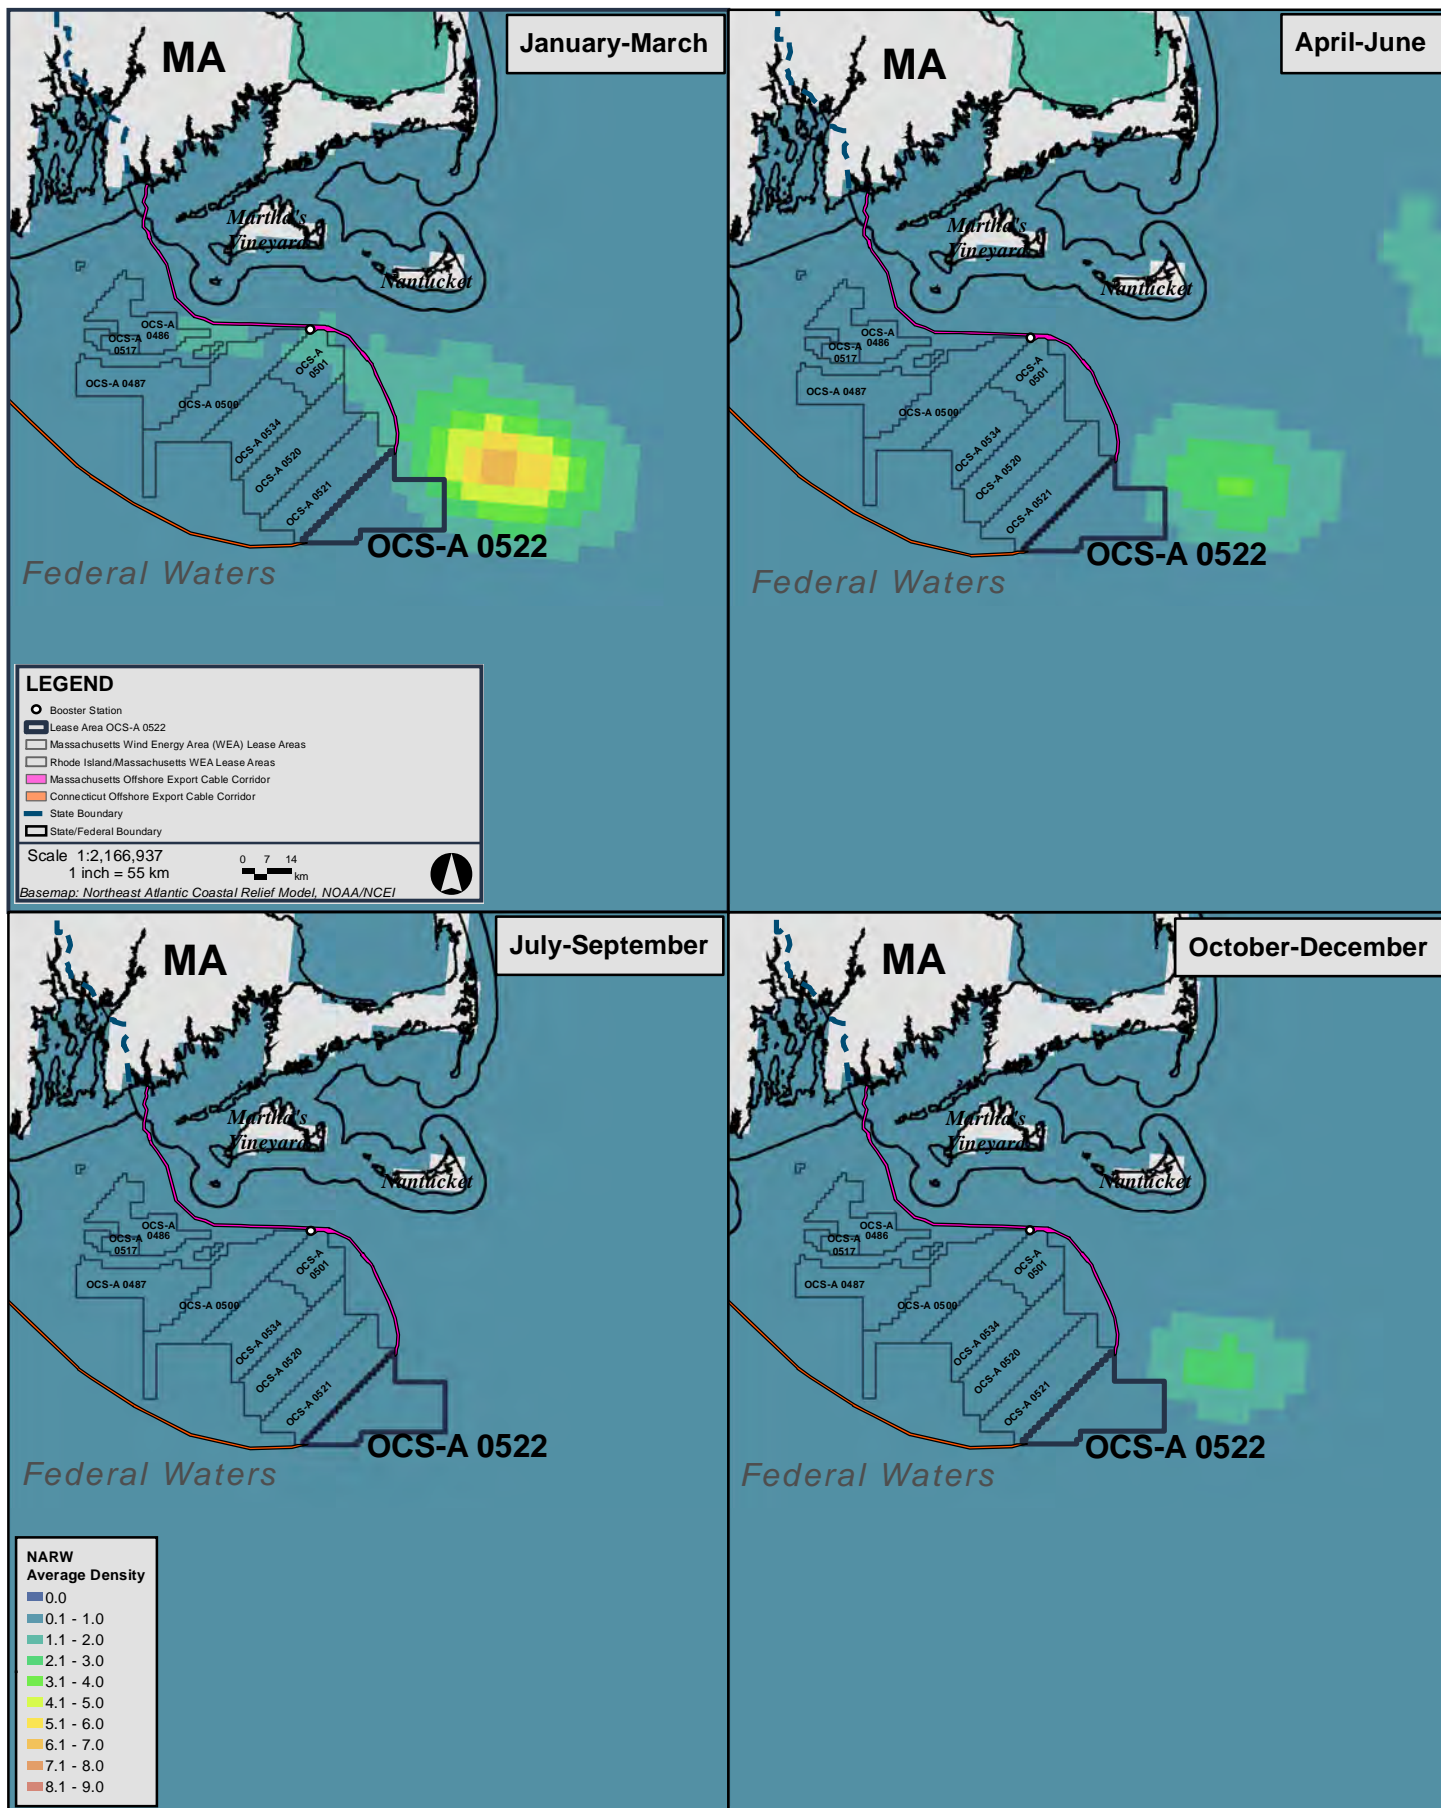 MA
January-March
Martha's
Vineyard
Nantucket
OCS-A
0486
OCS-A
0517
OCS-A 0487
OCS-A
0501
OCS-A 0500
OCS-A 0534
OCS-A 0520
OCS-A 0521
OCS-A 0522
Federal Waters
LEGEND
Booster Station
Lease Area OCS-A 0522
Massachusetts Wind Energy Area (WEA) Lease Areas
Rhode Island/Massachusetts WEA Lease Areas
Massachusetts Offshore Export Cable Corridor
Connecticut Offshore Export Cable Corridor
State Boundary
State/Federal Boundary
Scale 1:2,166,937
1 inch = 55 km
0 7 14
km
Basemap: Northeast Atlantic Coastal Relief Model, NOAA/NCEI
MA
April-June
Martha's
Vineyard
Nantucket
OCS-A
0486
OCS-A
0517
OCS-A 0487
OCS-A
0501
OCS-A 0500
OCS-A 0534
OCS-A 0520
OCS-A 0521
OCS-A 0522
Federal Waters
MA
July-September
Martha's
Vineyard
Nantucket
OCS-A
0486
OCS-A
0517
OCS-A 0487
OCS-A
0501
OCS-A 0500
OCS-A 0534
OCS-A 0520
OCS-A 0521
OCS-A 0522
Federal Waters
NARW
Average Density
0.0
0.1 - 1.0
1.1 - 2.0
2.1 - 3.0
3.1 - 4.0
4.1 - 5.0
5.1 - 6.0
6.1 - 7.0
7.1 - 8.0
8.1 - 9.0
MA
October-December
Martha's
Vineyard
Nantucket
OCS-A
0486
OCS-A
0517
OCS-A 0487
OCS-A
0501
OCS-A 0500
OCS-A 0534
OCS-A 0520
OCS-A 0521
OCS-A 0522
Federal Waters